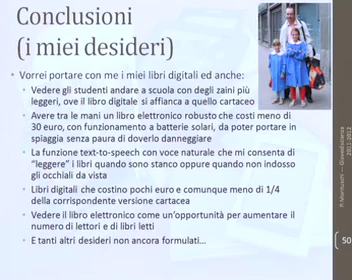 Conclusioni
(i miei desideri)
• Vorrei portare con me i miei libri digitali ed anche:
• Vedere gli studenti andare a scuola con degli zaini più
leggeri, ove il libro digitale si affianca a quello cartaceo
• Avere tra le mani un libro elettronico robusto che costi meno di
30 euro, con funzionamento a batterie solari, da poter portare in
spiaggia senza paura di doverlo danneggiare
• La funzione text-to-speech con voce naturale che mi consenta di
"leggere" i libri quando sono stanco oppure quando non indosso
gli occhiali da vista
• Libri digitali che costino pochi euro e comunque meno di 1/4
della corrispondente versione cartacea
• Vedere il libro elettronico come un'opportunità per aumentare il
numero di lettori e di libri letti
• E tanti altri desideri non ancora formulati...
P. Montuschi — GiovedìScienza
2011-2012
50